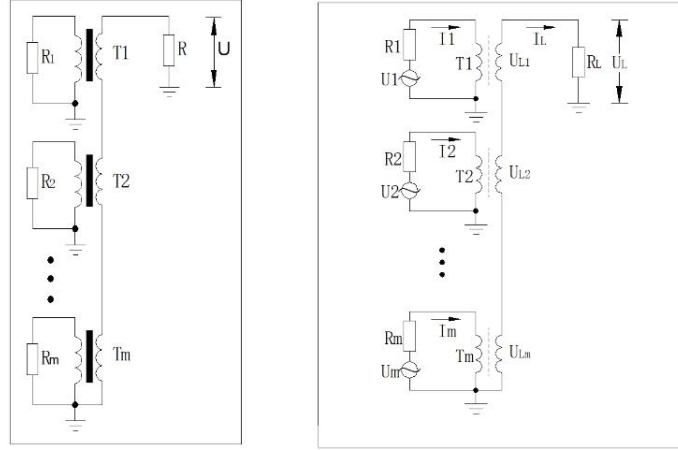 R1 T1 R U
R2 T2
Rm Tm
R1 I1 IL
T1 UL1 RL UL
U1
R2 I2
T2 UL2
U2
Rm Im
Tm ULm
Um